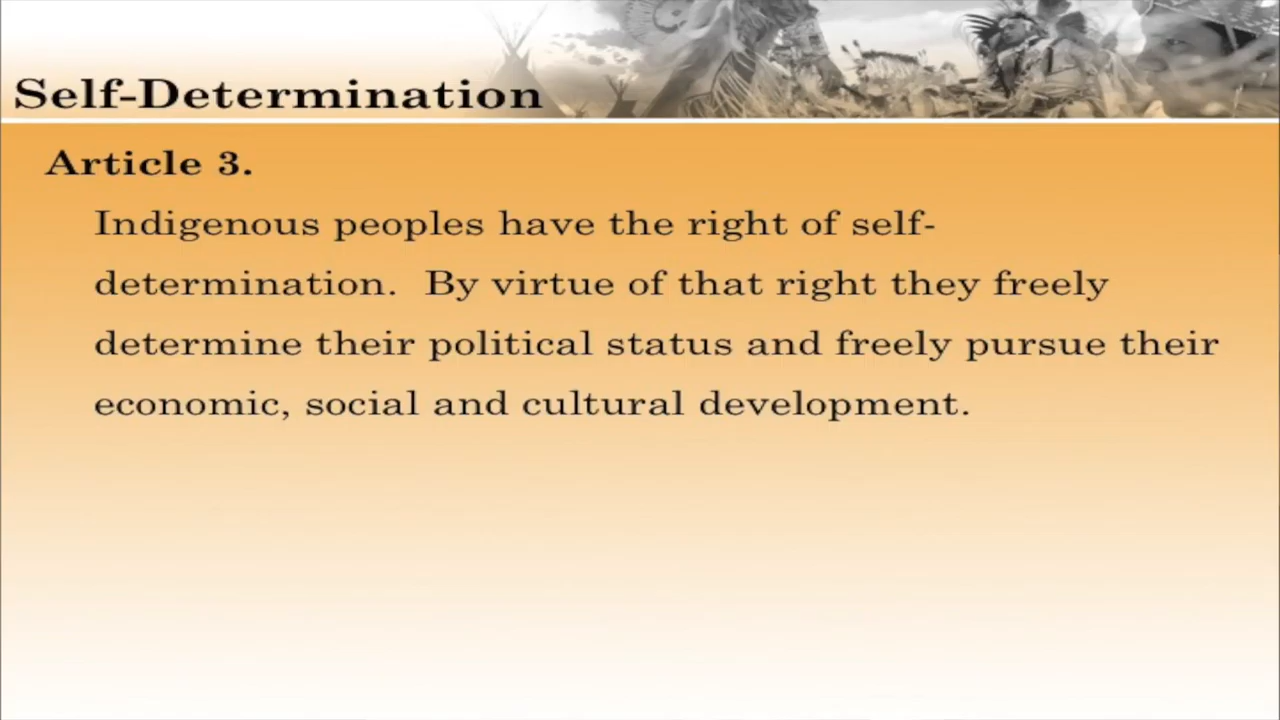 Self-Determination
Article 3.
Indigenous peoples have the right of self-
determination.  By virtue of that right they freely
determine their political status and freely pursue their
economic, social and cultural development.